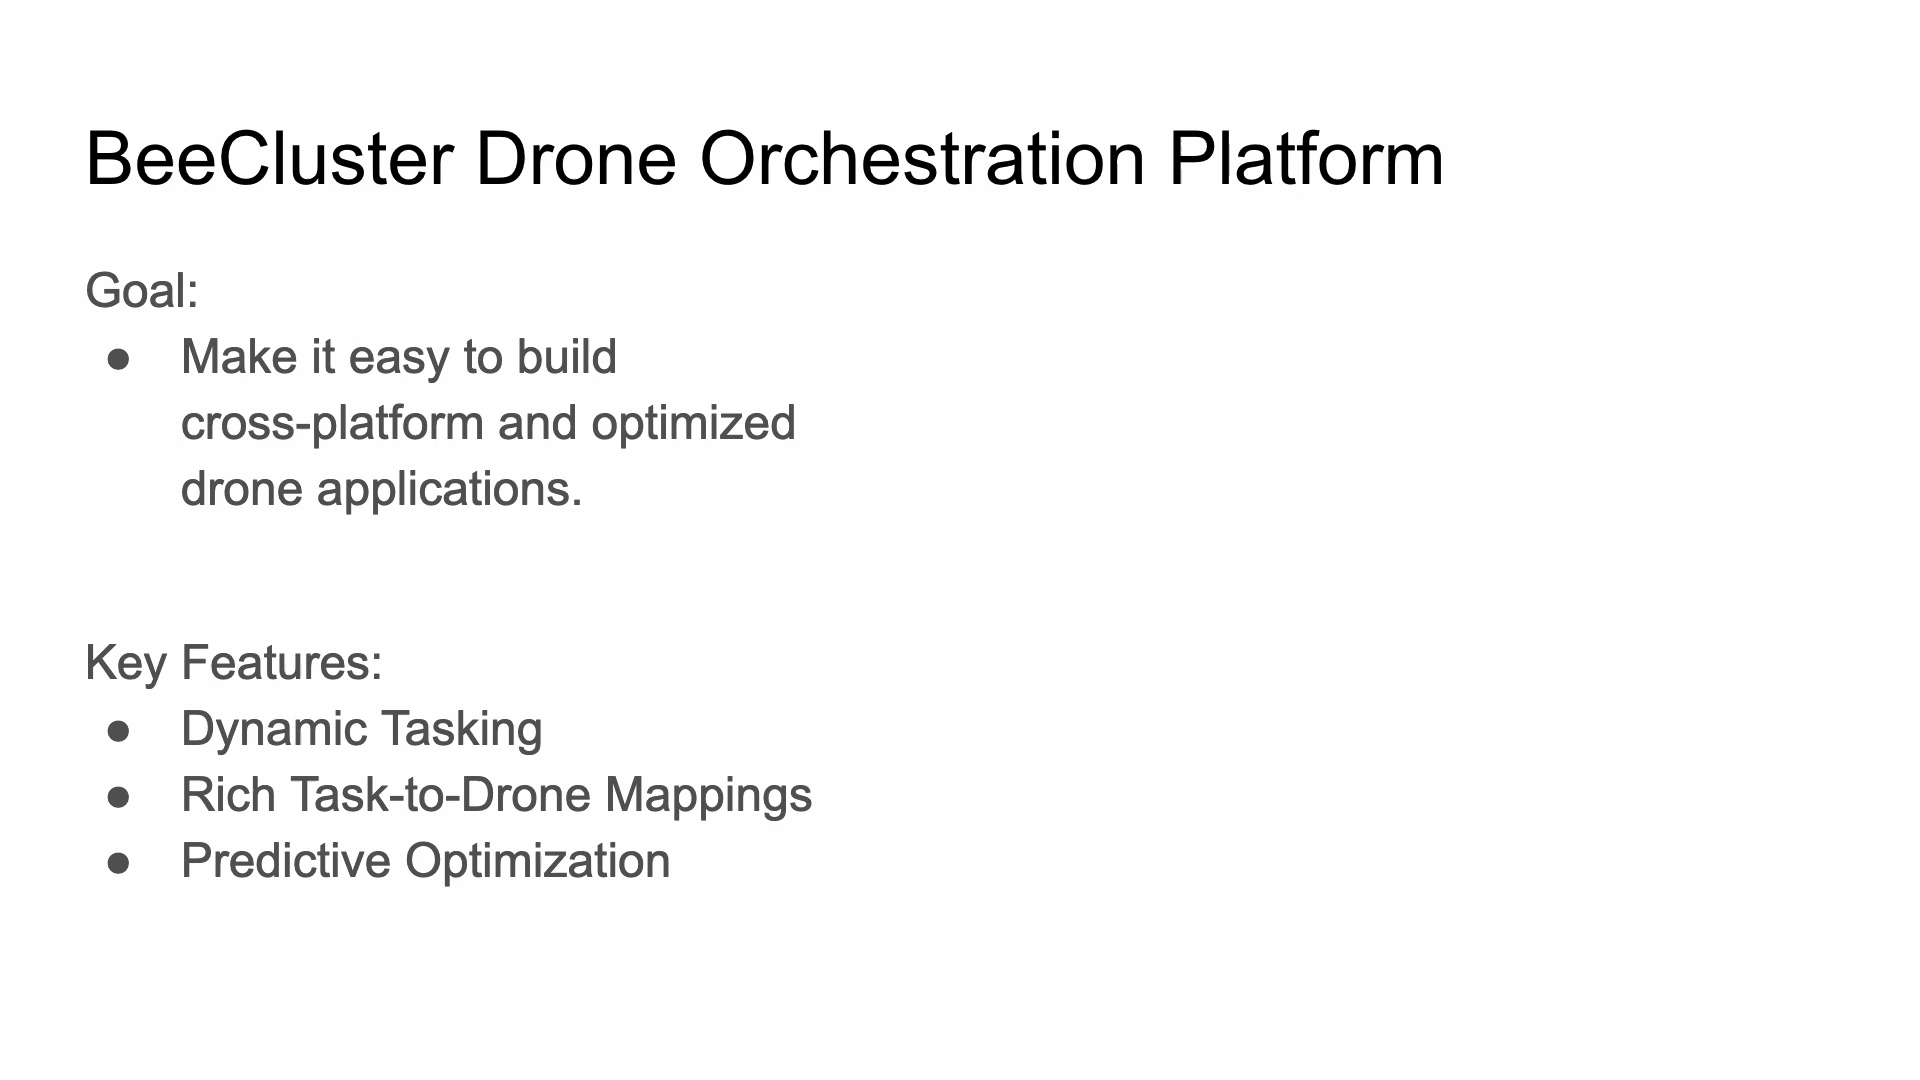 BeeCluster Drone Orchestration Platform
Goal:
● Make it easy to build
cross-platform and optimized
drone applications.
Key Features:
● Dynamic Tasking
● Rich Task-to-Drone Mappings
● Predictive Optimization